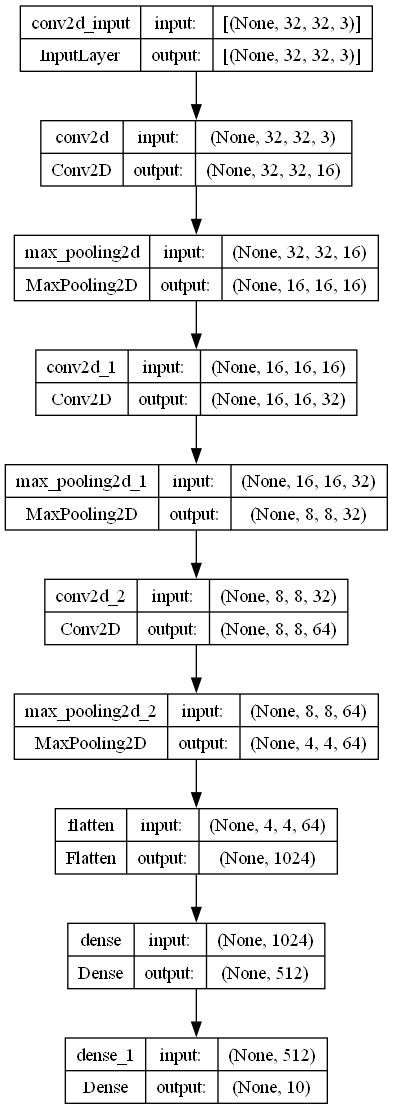 conv2d_input input: [(None, 32, 32, 3)]
InputLayer output: [(None, 32, 32, 3)]
conv2d input: (None, 32, 32, 3)
Conv2D output: (None, 32, 32, 16)
max_pooling2d input: (None, 32, 32, 16)
MaxPooling2D output: (None, 16, 16, 16)
conv2d_1 input: (None, 16, 16, 16)
Conv2D output: (None, 16, 16, 32)
max_pooling2d_1 input: (None, 16, 16, 32)
MaxPooling2D output: (None, 8, 8, 32)
conv2d_2 input: (None, 8, 8, 32)
Conv2D output: (None, 8, 8, 64)
max_pooling2d_2 input: (None, 8, 8, 64)
MaxPooling2D output: (None, 4, 4, 64)
flatten input: (None, 4, 4, 64)
Flatten output: (None, 1024)
dense input: (None, 1024)
Dense output: (None, 512)
dense_1 input: (None, 512)
Dense output: (None, 10)